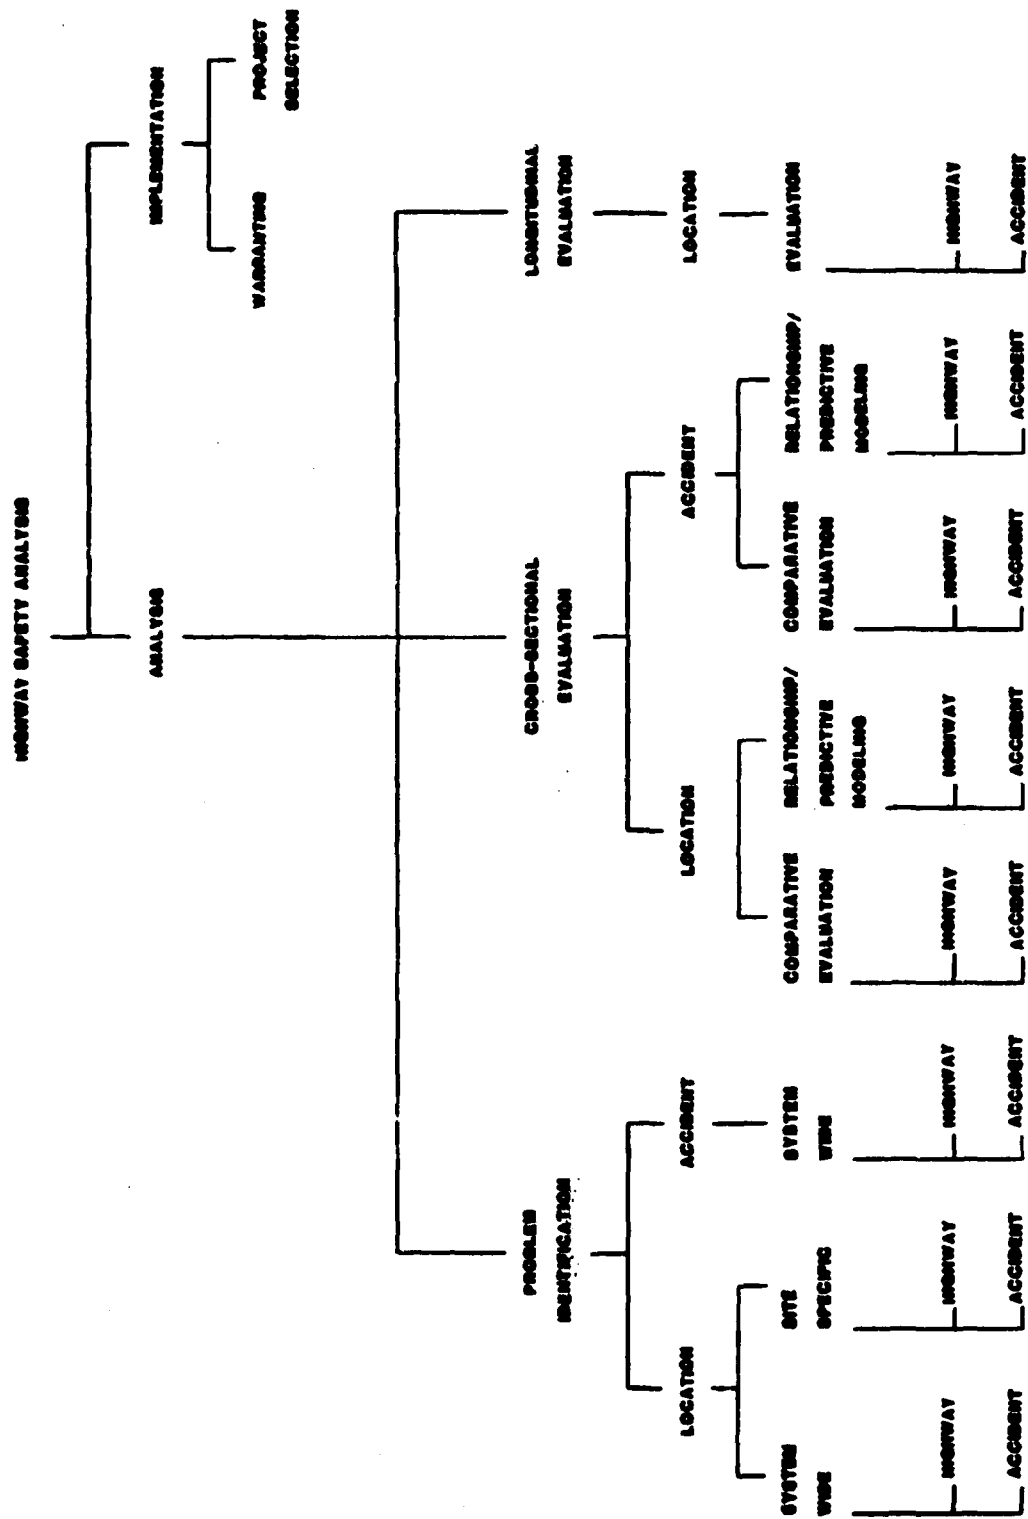 HIGHWAY SAFETY ANALYSIS
ANALYSIS
IMPLEMENTATION
WARRANTING
PROJECT
SELECTION
PROBLEM
IDENTIFICATION
CROSS-SECTIONAL
EVALUATION
LONGITUDINAL
EVALUATION
LOCATION
ACCIDENT
LOCATION
ACCIDENT
LOCATION
SYSTEM
WIDE
SITE
SPECIFIC
SYSTEM
WIDE
COMPARATIVE
EVALUATION
RELATIONSHIP/
PREDICTIVE
MODELING
COMPARATIVE
EVALUATION
RELATIONSHIP/
PREDICTIVE
MODELING
EVALUATION
HIGHWAY
HIGHWAY
HIGHWAY
HIGHWAY
HIGHWAY
HIGHWAY
HIGHWAY
HIGHWAY
ACCIDENT
ACCIDENT
ACCIDENT
ACCIDENT
ACCIDENT
ACCIDENT
ACCIDENT
ACCIDENT